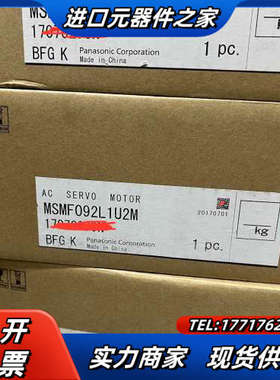 进口元器件之家
Panasonic Corporation
Made in China
BFG K
1 pc.
AC SERVO MOTOR
MSMF092L1U2M
20170701
kg
BFG K
Panasonic Corporation
Made in China
1 pc.
可开
票
TEL:1771762
实力商家 现货供